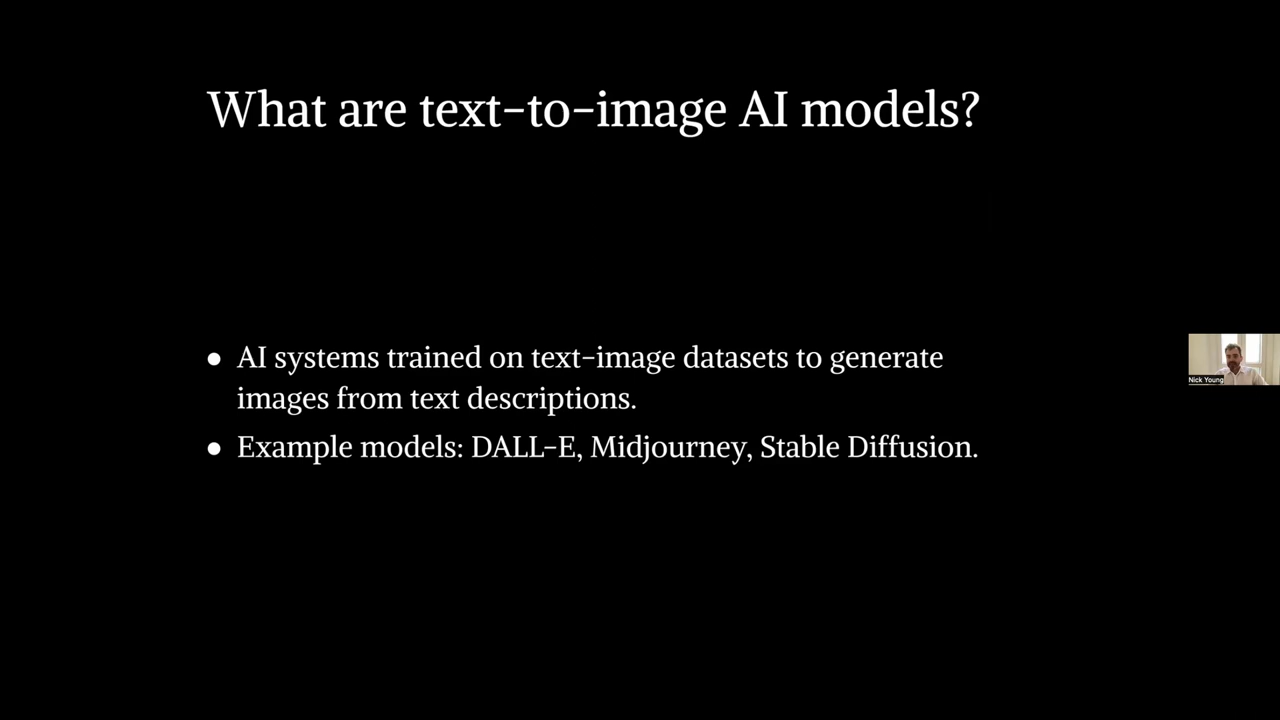 What are text-to-image AI models?
● AI systems trained on text-image datasets to generate
images from text descriptions.
● Example models: DALL-E, Midjourney, Stable Diffusion.
Nick Young